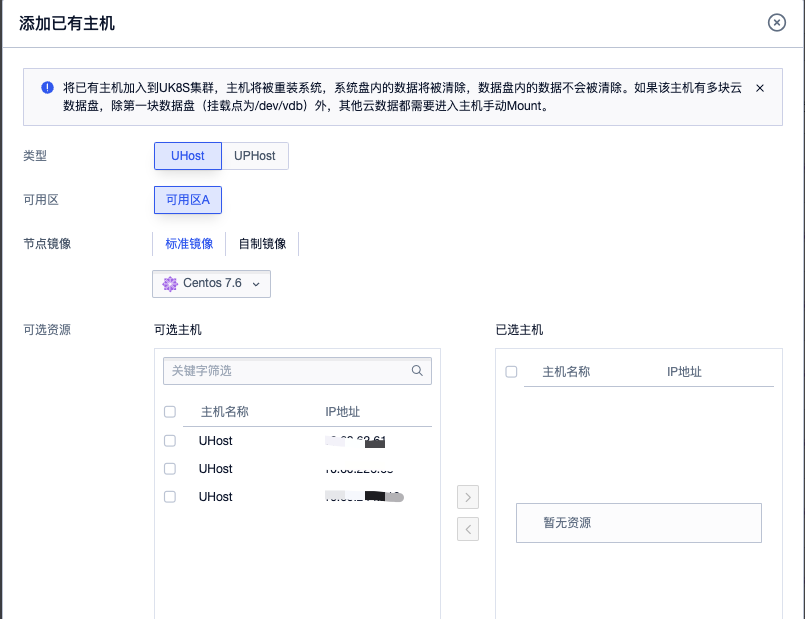 添加已有主机
将已有主机加入到UK8S集群，主机将被重装系统，系统盘内的数据将被清除，数据盘内的数据不会被清除。如果该主机有多块云
数据盘，除第一块数据盘（挂载点为/dev/vdb）外，其他云数据都需要进入主机手动Mount。
类型 UHost UPHost
可用区 可用区A
节点镜像 标准镜像 自制镜像
Centos 7.6
可选资源 可选主机 已选主机
关键字筛选
主机名称 IP地址
UHost
UHost
UHost
主机名称 IP地址
暂无资源